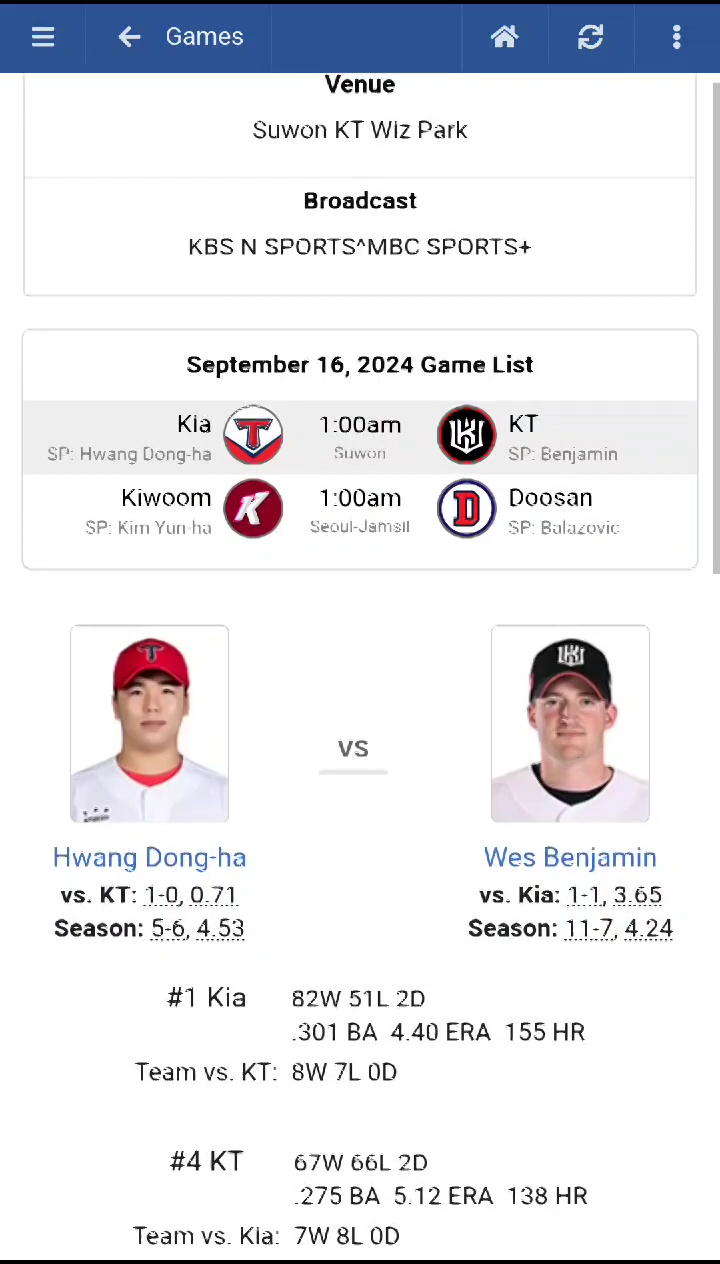 Games
Venue
Suwon KT Wiz Park
Broadcast
KBS N SPORTS^MBC SPORTS+
September 16, 2024 Game List
Kia 1:00am KT
SP: Hwang Dong-ha Suwon SP: Benjamin
Kiwoom 1:00am Doosan
SP: Kim Yun-ha Seoul-Jamsil SP: Balazovic
vs
Hwang Dong-ha Wes Benjamin
vs. KT: 1-0, 0.71 vs. Kia: 1-1, 3.65
Season: 5-6, 4.53 Season: 11-7, 4.24
#1 Kia 82W 51L 2D
.301 BA 4.40 ERA 155 HR
Team vs. KT: 8W 7L 0D
#4 KT 67W 66L 2D
.275 BA 5.12 ERA 138 HR
Team vs. Kia: 7W 8L 0D